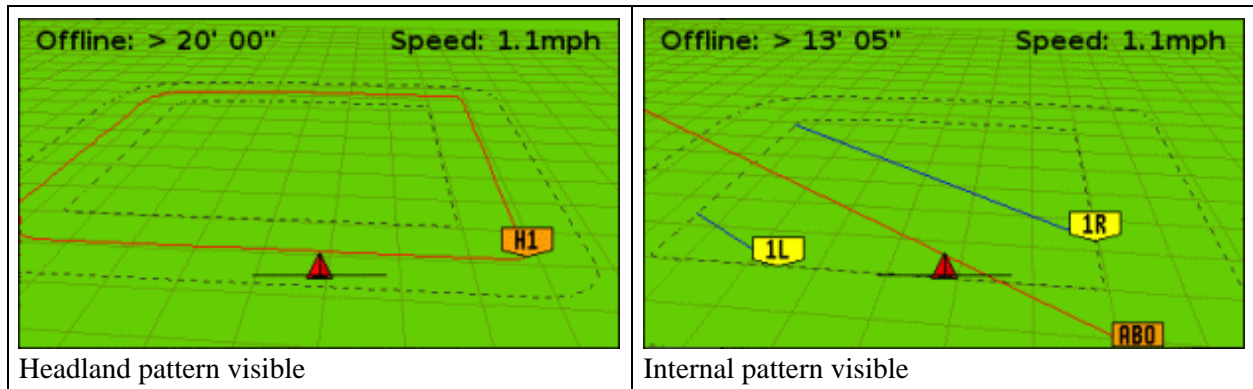 Offline: > 20' 00" Speed: 1.1mph
H1
Headland pattern visible
Offline: > 13' 05" Speed: 1.1mph
1R
1L
AB0
Internal pattern visible